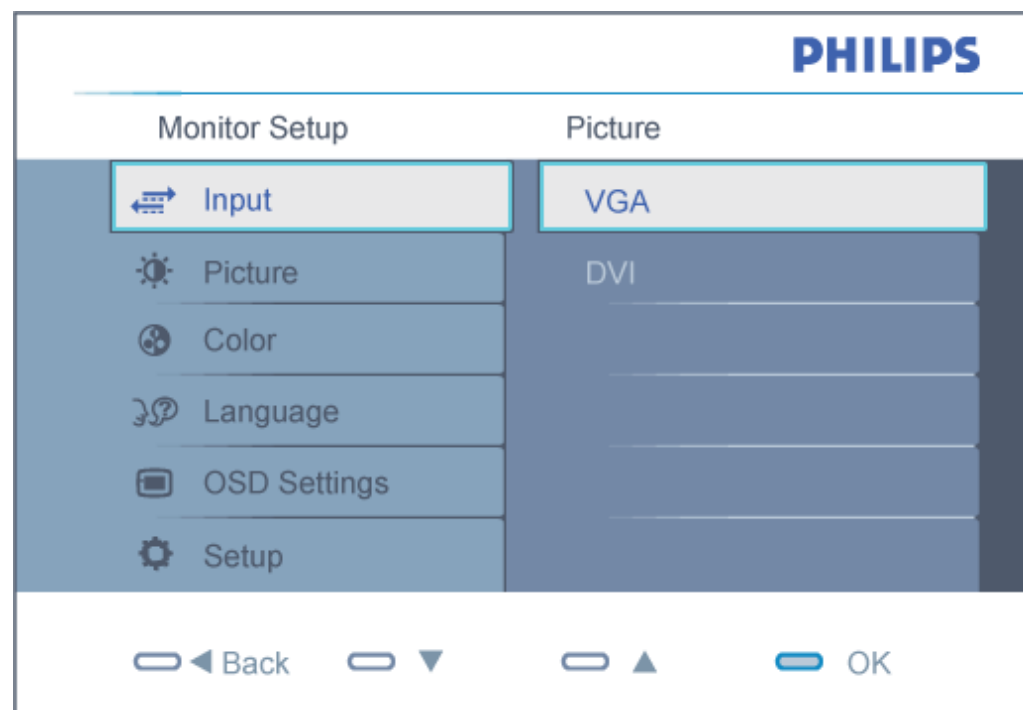 PHILIPS
Monitor Setup Picture
Input VGA
Picture DVI
Color
Language
OSD Settings
Setup
Back OK